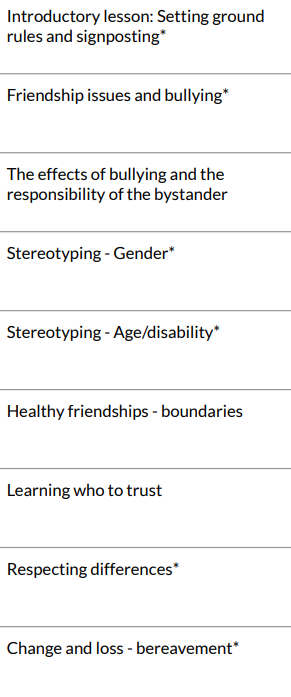 Introductory lesson: Setting ground
rules and signposting*
Friendship issues and bullying*
The effects of bullying and the
responsibility of the bystander
Stereotyping - Gender*
Stereotyping - Age/disability*
Healthy friendships - boundaries
Learning who to trust
Respecting differences*
Change and loss - bereavement*